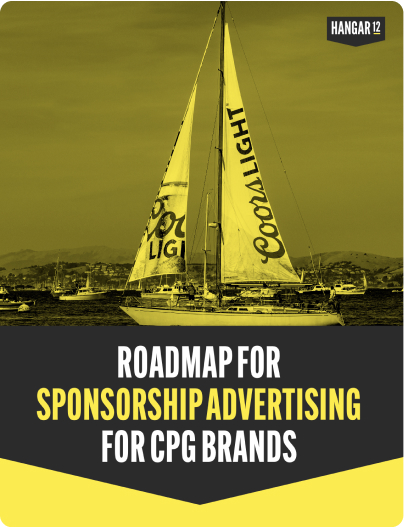 HANGAR 12
Coors LIGHT
Coors
LIGHT
ROADMAP FOR
SPONSORSHIP ADVERTISING
FOR CPG BRANDS